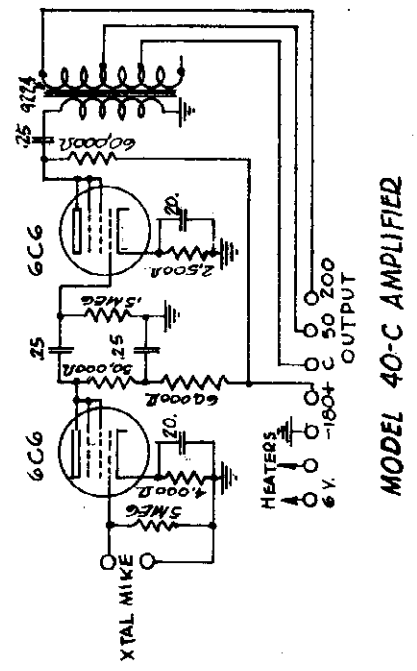 XTAL MIKE
6C6
5 MEG
4,000Ω
20.
.25
50,000Ω
.25
60,000Ω
.5 MEG
6C6
2,500Ω
20.
.25
60,000Ω
9224
HEATERS
6 V.
-180+
C 50 200
OUTPUT
MODEL 40-C AMPLIFIER